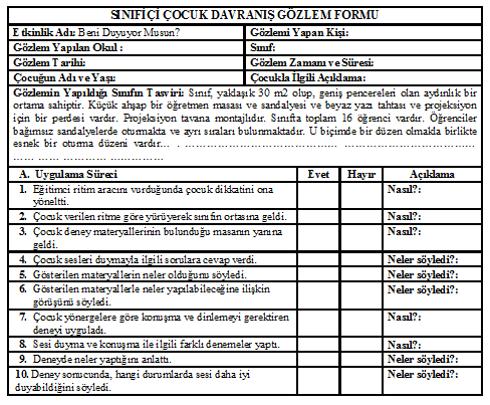 SINIFİÇİ ÇOCUK DAVRANIŞ GÖZLEM FORMU
Etkinlik Adı: Beni Duyuyor Musun?
Gözlemi Yapan Kişi:
Gözlem Yapılan Okul :
Sınıf:
Gözlem Tarihi:
Gözlem Zamanı ve Süresi:
Çocuğun Adı ve Yaşı:
Çocukla İlgili Açıklama:
Gözlemin Yapıldığı Sınıfın Tasviri: Sınıf, yaklaşık 30 m2 olup, geniş pencereleri olan aydınlık bir
ortama sahiptir. Küçük ahşap bir öğretmen masası ve sandalyesi ve beyaz yazı tahtası ve projeksiyon
için bir perdesi vardır. Projeksiyon tavana montajlıdır. Sınıfta toplam 16 öğrenci vardır. Öğrenciler
bağımsız sandalyelerde oturmakta ve ayrı sıraları bulunmaktadır. U biçimde bir düzen olmakla birlikte
esnek bir oturma düzeni vardır... . ……………………………………………………………………
…… …… …………… ……………
A. Uygulama Süreci
Evet
Hayır
Açıklama
1. Eğitimci ritim aracını vurduğunda çocuk dikkatini ona
yöneltti.
Nasıl?:
2. Çocuk verilen ritme göre yürüyerek sınıfın ortasına geldi.
Nasıl?:
3. Çocuk deney materyallerinin bulunduğu masanın yanına
geldi.
Nasıl?:
4. Çocuk sesleri duymayla ilgili sorulara cevap verdi.
Neler söyledi?:
5. Gösterilen materyallerin neler olduğunu söyledi.
Neler söyledi?:
6. Gösterilen materyallerle neler yapılabileceğine ilişkin
görüşünü söyledi.
Neler söyledi?:
7. Çocuk yönergelere göre konuşma ve dinlemeyi gerektiren
deneyi uyguladı.
Nasıl?:
8. Sesi duyma ve konuşma ile ilgili farklı denemeler yaptı.
Nasıl?:
9. Deneyde neler yaptığını anlattı.
Neler söyledi?:
10. Deney sonucunda, hangi durumlarda sesi daha iyi
duyabildiğini söyledi.
Neler söyledi?: